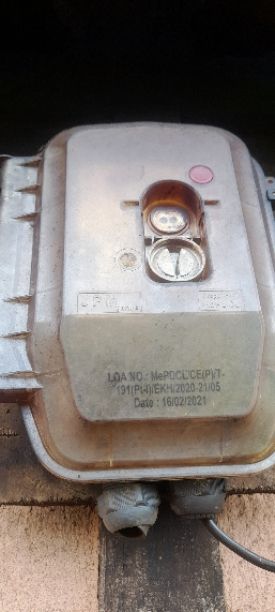 LOA NO.: MePDCL/CE(P)/T-
191(Pt-I)/EKH/2020-21/05
Date : 16/02/2021